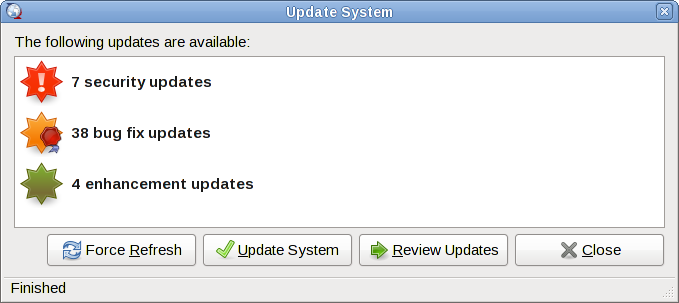 Update System
The following updates are available:
7 security updates
38 bug fix updates
4 enhancement updates
Force Refresh Update System Review Updates Close
Finished